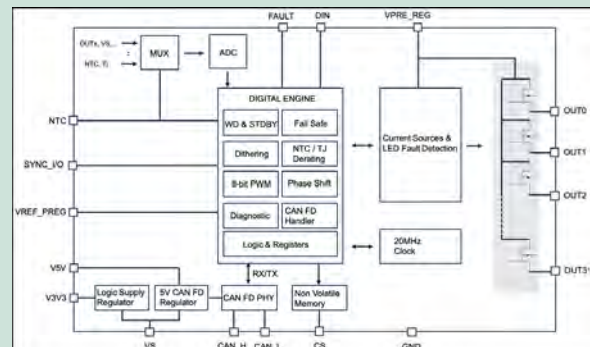 FAULT DIN VPRE_REG
OUTx, VS,...
:
NTC, Tj
MUX
ADC
DIGITAL ENGINE
WD & STDBY
Fail Safe
Dithering
NTC / TJ Derating
8-bit PWM
Phase Shift
Diagnostic
CAN FD Handler
Logic & Registers
Current Sources & LED Fault Detection
20MHz Clock
NTC
SYNC_I/O
VREF_PREG
V5V
V3V3
OUT0
OUT1
OUT2
RX/TX
Logic Supply Regulator
5V CAN FD Regulator
CAN FD PHY
Non Volatile Memory
VS CAN_H CAN_L CS GND